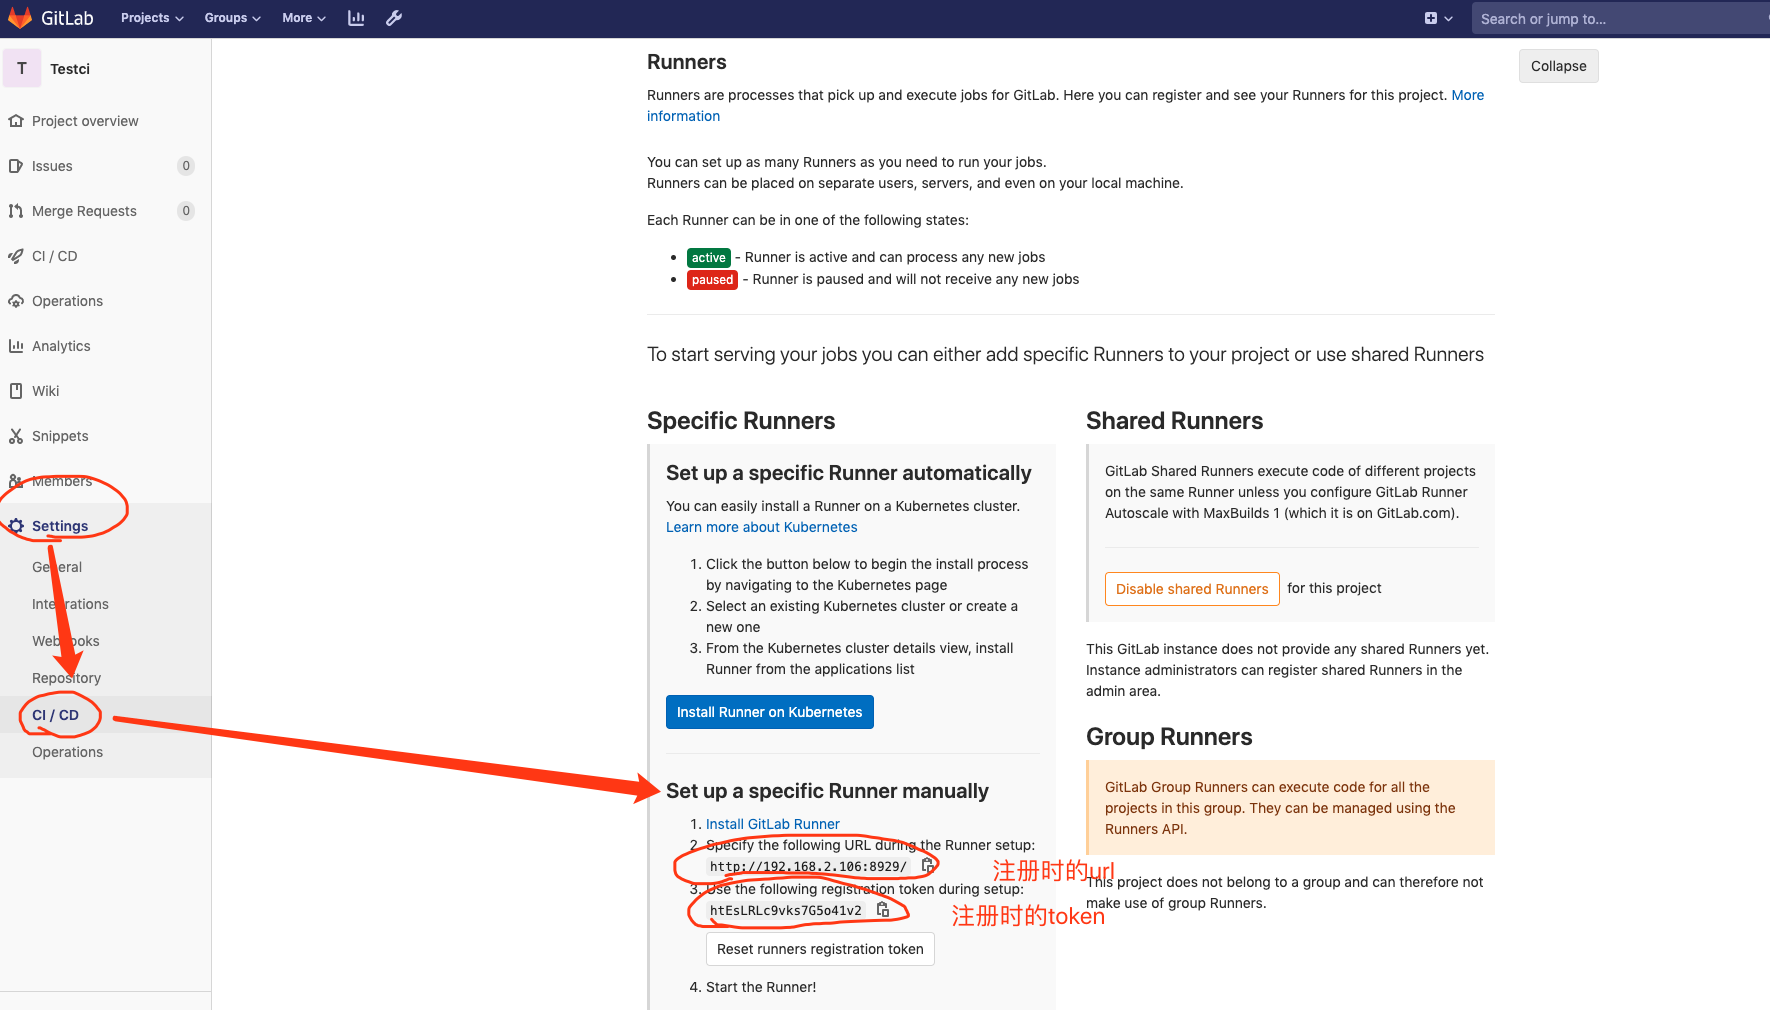 GitLab
Projects
Groups
More
Search or jump to...
T
Testci
Project overview
Issues
0
Merge Requests
0
CI / CD
Operations
Analytics
Wiki
Snippets
Members
Settings
General
Integrations
Webhooks
Repository
CI / CD
Operations
Runners
Collapse
Runners are processes that pick up and execute jobs for GitLab. Here you can register and see your Runners for this project. More
information
You can set up as many Runners as you need to run your jobs.
Runners can be placed on separate users, servers, and even on your local machine.
Each Runner can be in one of the following states:
• active - Runner is active and can process any new jobs
• paused - Runner is paused and will not receive any new jobs
To start serving your jobs you can either add specific Runners to your project or use shared Runners
Specific Runners
Set up a specific Runner automatically
You can easily install a Runner on a Kubernetes cluster.
Learn more about Kubernetes
1. Click the button below to begin the install process
by navigating to the Kubernetes page
2. Select an existing Kubernetes cluster or create a
new one
3. From the Kubernetes cluster details view, install
Runner from the applications list
Install Runner on Kubernetes
Set up a specific Runner manually
1. Install GitLab Runner
2. Specify the following URL during the Runner setup:
http://192.168.2.106:8929/
注册时的url
3. Use the following registration token during setup:
htEsLRLc9vks7G5o41v2
注册时的token
Reset runners registration token
4. Start the Runner!
Shared Runners
GitLab Shared Runners execute code of different projects
on the same Runner unless you configure GitLab Runner
Autoscale with MaxBuilds 1 (which it is on GitLab.com).
Disable shared Runners for this project
This GitLab instance does not provide any shared Runners yet.
Instance administrators can register shared Runners in the
admin area.
Group Runners
GitLab Group Runners can execute code for all the
projects in this group. They can be managed using the
Runners API.
This project does not belong to a group and can therefore not
make use of group Runners.